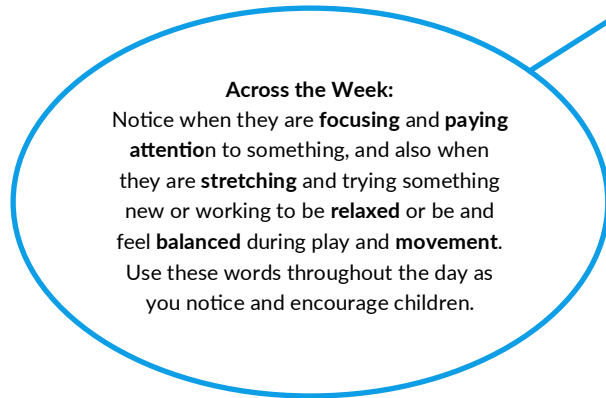 Across the Week:
Notice when they are focusing and paying
attention to something, and also when
they are stretching and trying something
new or working to be relaxed or be and
feel balanced during play and movement.
Use these words throughout the day as
you notice and encourage children.